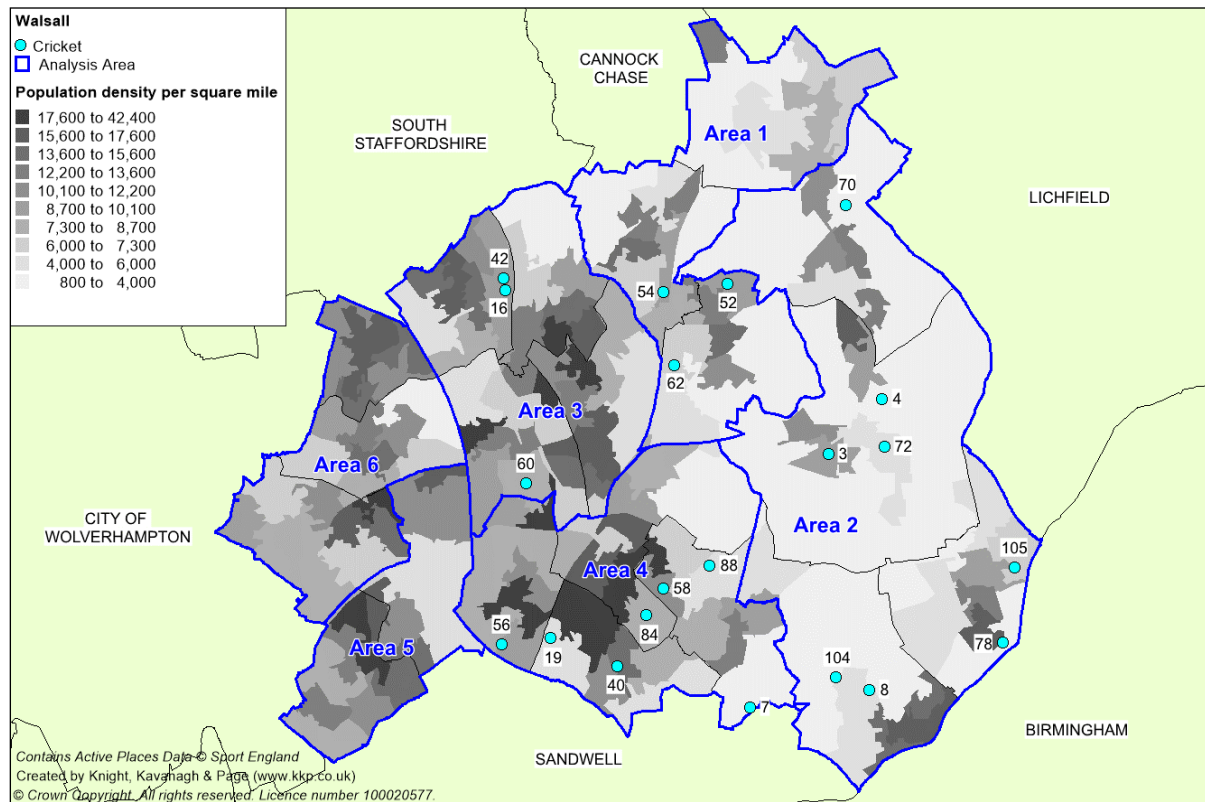 Walsall
Cricket
Analysis Area
Population density per square mile
17,600 to 42,400
15,600 to 17,600
13,600 to 15,600
12,200 to 13,600
10,100 to 12,200
8,700 to 10,100
7,300 to 8,700
6,000 to 7,300
4,000 to 6,000
800 to 4,000
CANNOCK
CHASE
SOUTH
STAFFORDSHIRE
Area 1
70
LICHFIELD
42
16
54
52
62
4
Area 3
72
3
Area 6
60
CITY OF
WOLVERHAMPTON
Area 2
105
88
Area 4
58
84
56
19
78
Area 5
40
104
8
7
BIRMINGHAM
SANDWELL
Contains Active Places Data © Sport England
Created by Knight, Kavanagh & Page (www.kkp.co.uk)
© Crown Copyright. All rights reserved. Licence number 100020577.